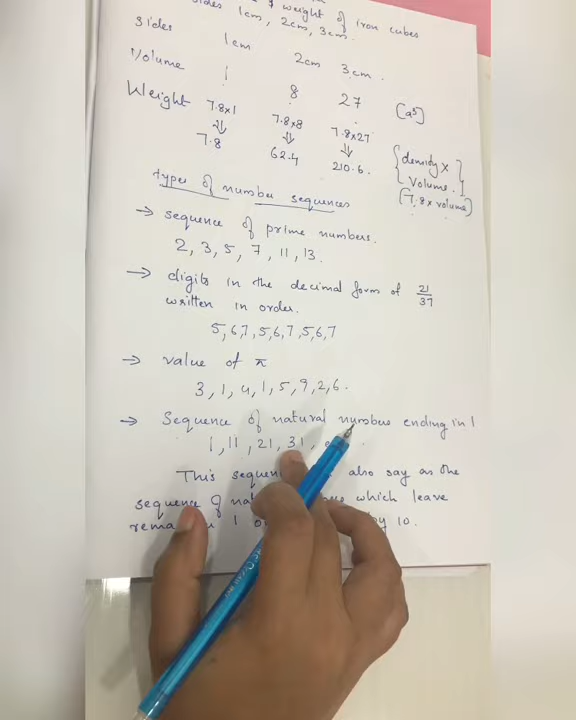 & weight of iron cubes
sides 1cm, 2cm, 3cm.
sides 1cm 2cm 3cm.
Volume 1 8 27 [a³]
Weight 7.8x1 7.8x8 7.8x27
7.8 62.4 210.6.
{density x
Volume.}
(7.8 x volume)
types of number sequences
→ sequence of prime numbers.
2, 3, 5, 7, 11, 13.
→ digits in the decimal form of 21/37
written in order.
5,6,7,5,6,7,5,6,7
→ value of π
3, 1, 4, 1, 5, 9, 2, 6.
→ Sequence of natural numbers ending in 1
1, 11, 21, 31,
This also say as the
sequence of which leave
1 by 10.